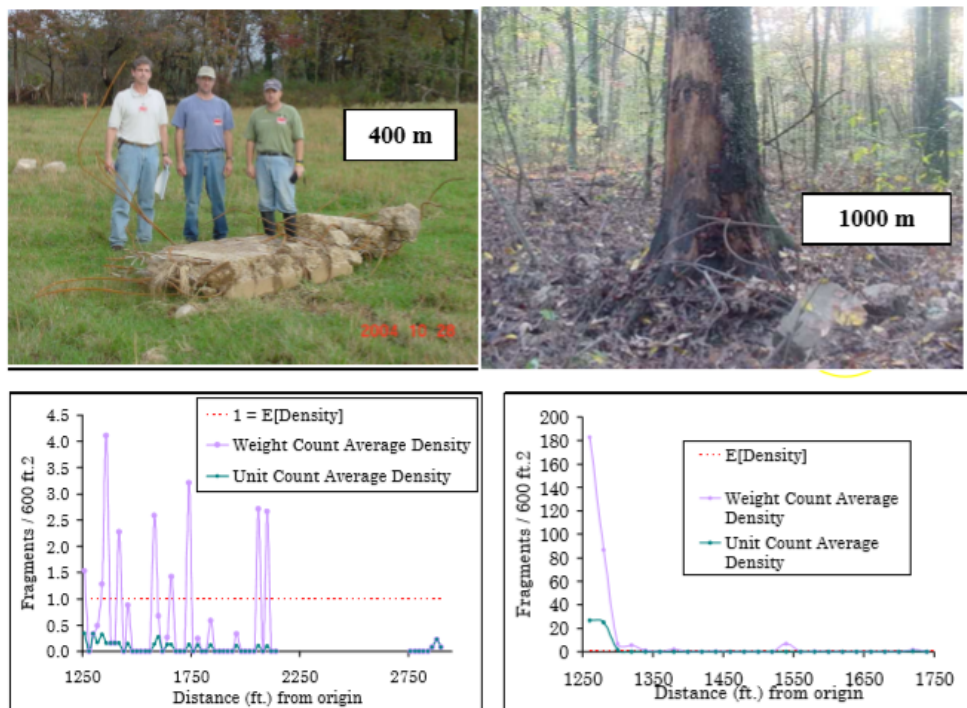 400 m
1000 m
2004 10 28
4.5
4.0
3.5
3.0
2.5
2.0
1.5
1.0
0.5
0.0
Fragments / 600 ft.2
1 = E[Density]
Weight Count Average Density
Unit Count Average Density
1250 1750 2250 2750
Distance (ft.) from origin
200
180
160
140
120
100
80
60
40
20
0
Fragments / 600 ft.2
E[Density]
Weight Count Average
Density
Unit Count Average
Density
1250 1350 1450 1550 1650 1750
Distance (ft.) from origin